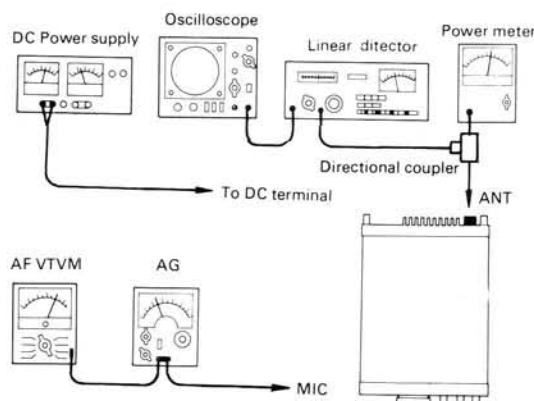 Oscilloscope
Power meter
DC Power supply
Linear ditector
Directional coupler
To DC terminal
ANT
AF VTVM
AG
MIC